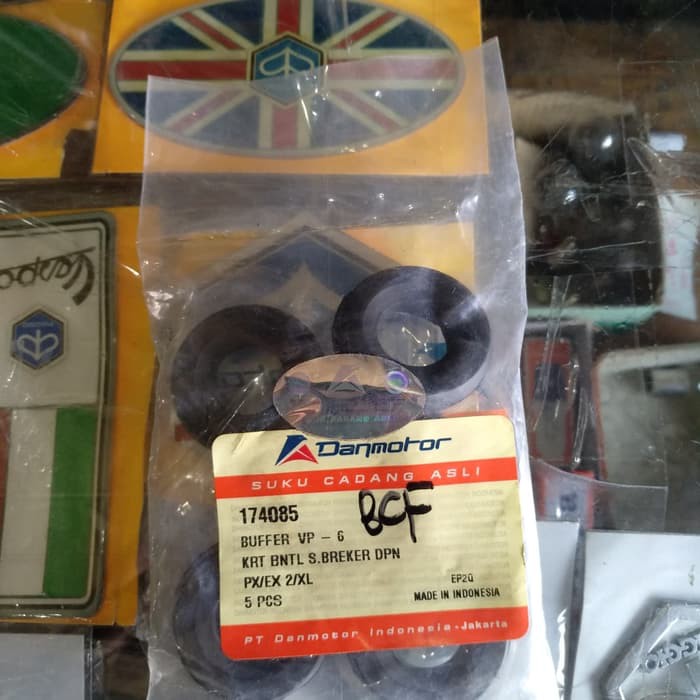 Danmotor
SUKU CADANG ASLI
174085
BCF
BUFFER VP - 6
KRT BNTL S.BREKER DPN
PX/EX 2/XL
EP2Q
5 PCS
MADE IN INDONESIA
PT Danmotor Indonesia - Jakarta